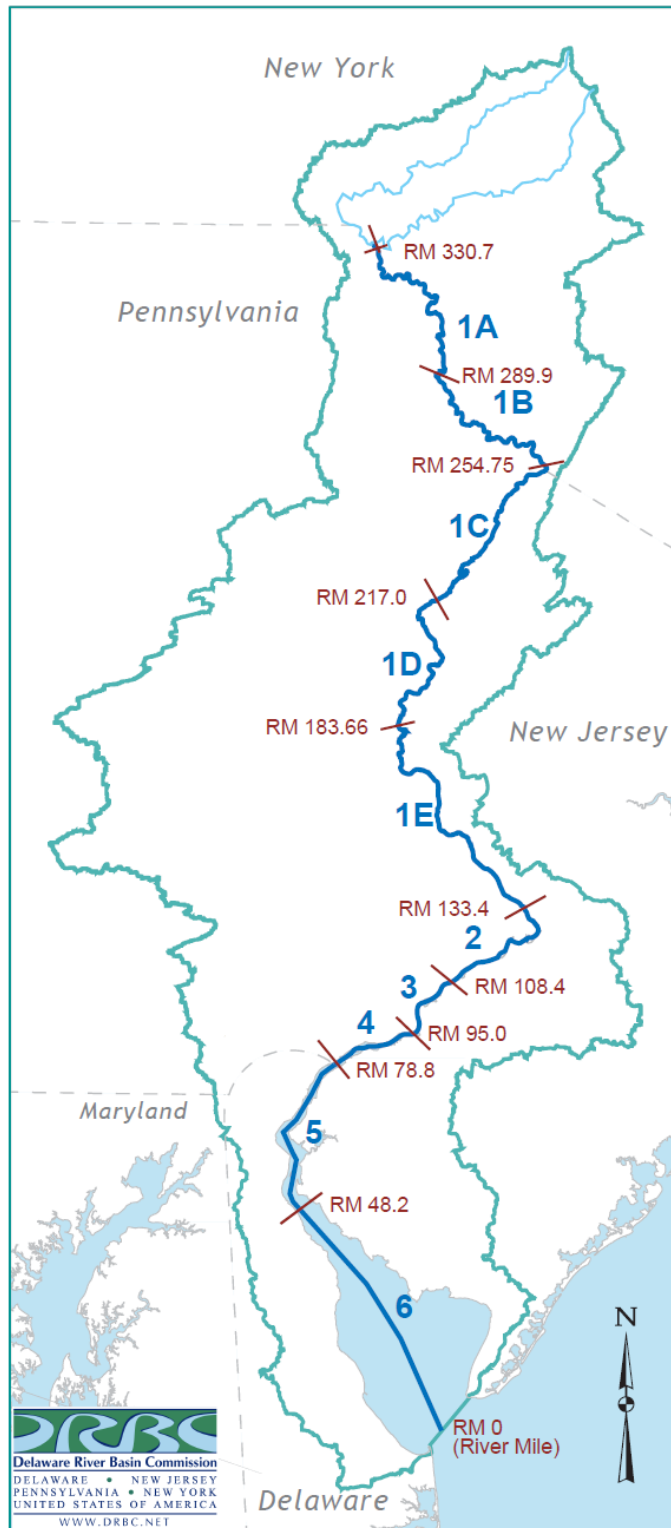 New York
RM 330.7
Pennsylvania
1A
RM 289.9
1B
RM 254.75
1C
RM 217.0
1D
RM 183.66
New Jersey
1E
RM 133.4
2
RM 108.4
3
4
RM 95.0
RM 78.8
Maryland
5
RM 48.2
6
N
RM 0
(River Mile)
DRBC
Delaware River Basin Commission
DELAWARE • NEW JERSEY
PENNSYLVANIA • NEW YORK
UNITED STATES OF AMERICA
WWW.DRBC.NET
Delaware